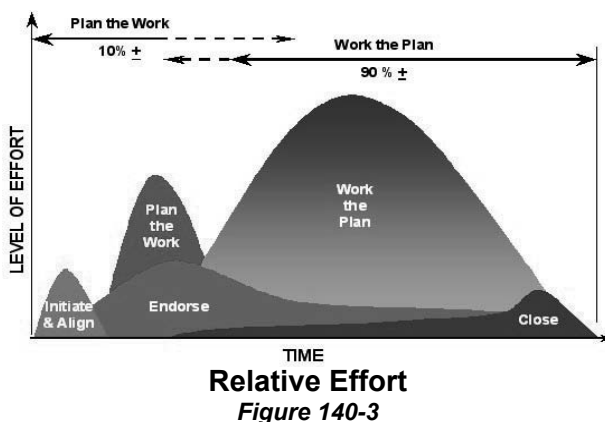 Plan the Work
10% ±
Work the Plan
90 % ±
LEVEL OF EFFORT
Work
the
Plan
Plan
the
Work
Initiate
& Align
Endorse
Close
TIME
Relative Effort
Figure 140-3